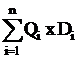 n
∑ Qᵢ x Dᵢ
i=1